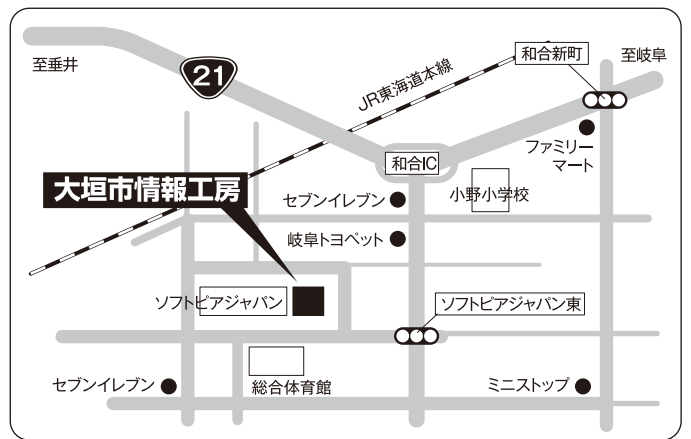 至垂井
21
JR東海道本線
和合新町
至岐阜
ファミリー
マート
和合IC
小野小学校
大垣市情報工房
セブンイレブン
岐阜トヨペット
ソフトピアジャパン
ソフトピアジャパン東
セブンイレブン
総合体育館
ミニストップ